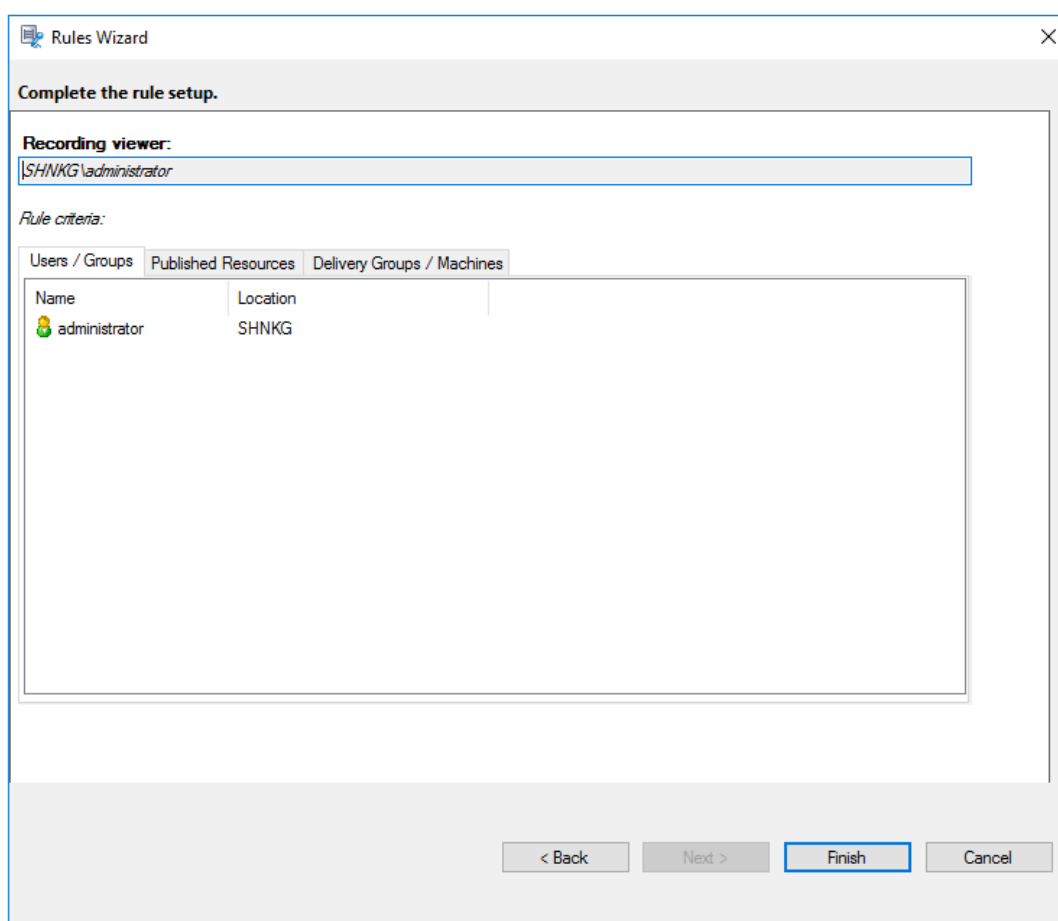 Rules Wizard
Complete the rule setup.
Recording viewer:
SHNKG\administrator
Rule criteria:
Users / Groups Published Resources Delivery Groups / Machines
Name Location
administrator SHNKG
< Back Next > Finish Cancel